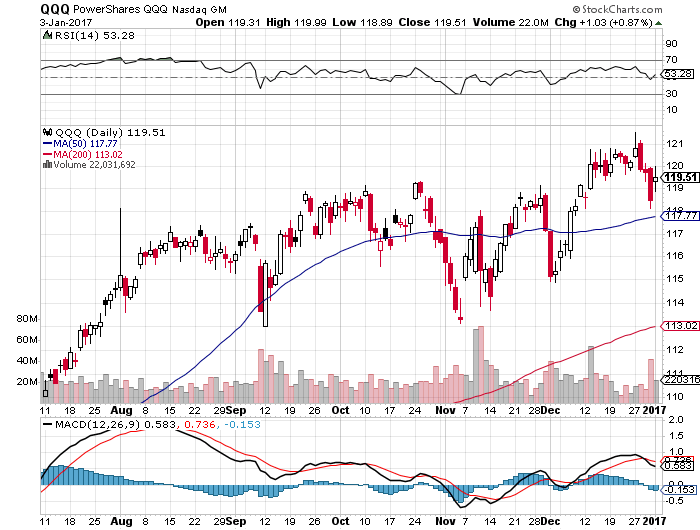 QQQ PowerShares QQQ Nasdaq GM © StockCharts.com
3-Jan-2017 Open 119.31 High 119.99 Low 118.89 Close 119.51 Volume 22.0M Chg +1.03 (+0.87%)
RSI(14) 53.28
90
70
53.28
50
30
10
QQQ (Daily) 119.51
MA(50) 117.77
MA(200) 113.02
Volume 22,031,692
121
120
119.51
119
118
117.77
117
116
115
114
113.02
112
111
110
80M
60M
40M
20M
220316
11 18 25 Aug 8 15 22 29 Sep 12 19 26 Oct 10 17 24 Nov 7 14 21 28 Dec 12 19 27 2017
MACD(12,26,9) 0.583, 0.736, -0.153
2.0
1.5
1.0
0.736
0.583
0.0
-0.153
-0.5
11 18 25 Aug 8 15 22 29 Sep 12 19 26 Oct 10 17 24 Nov 7 14 21 28 Dec 12 19 27 2017